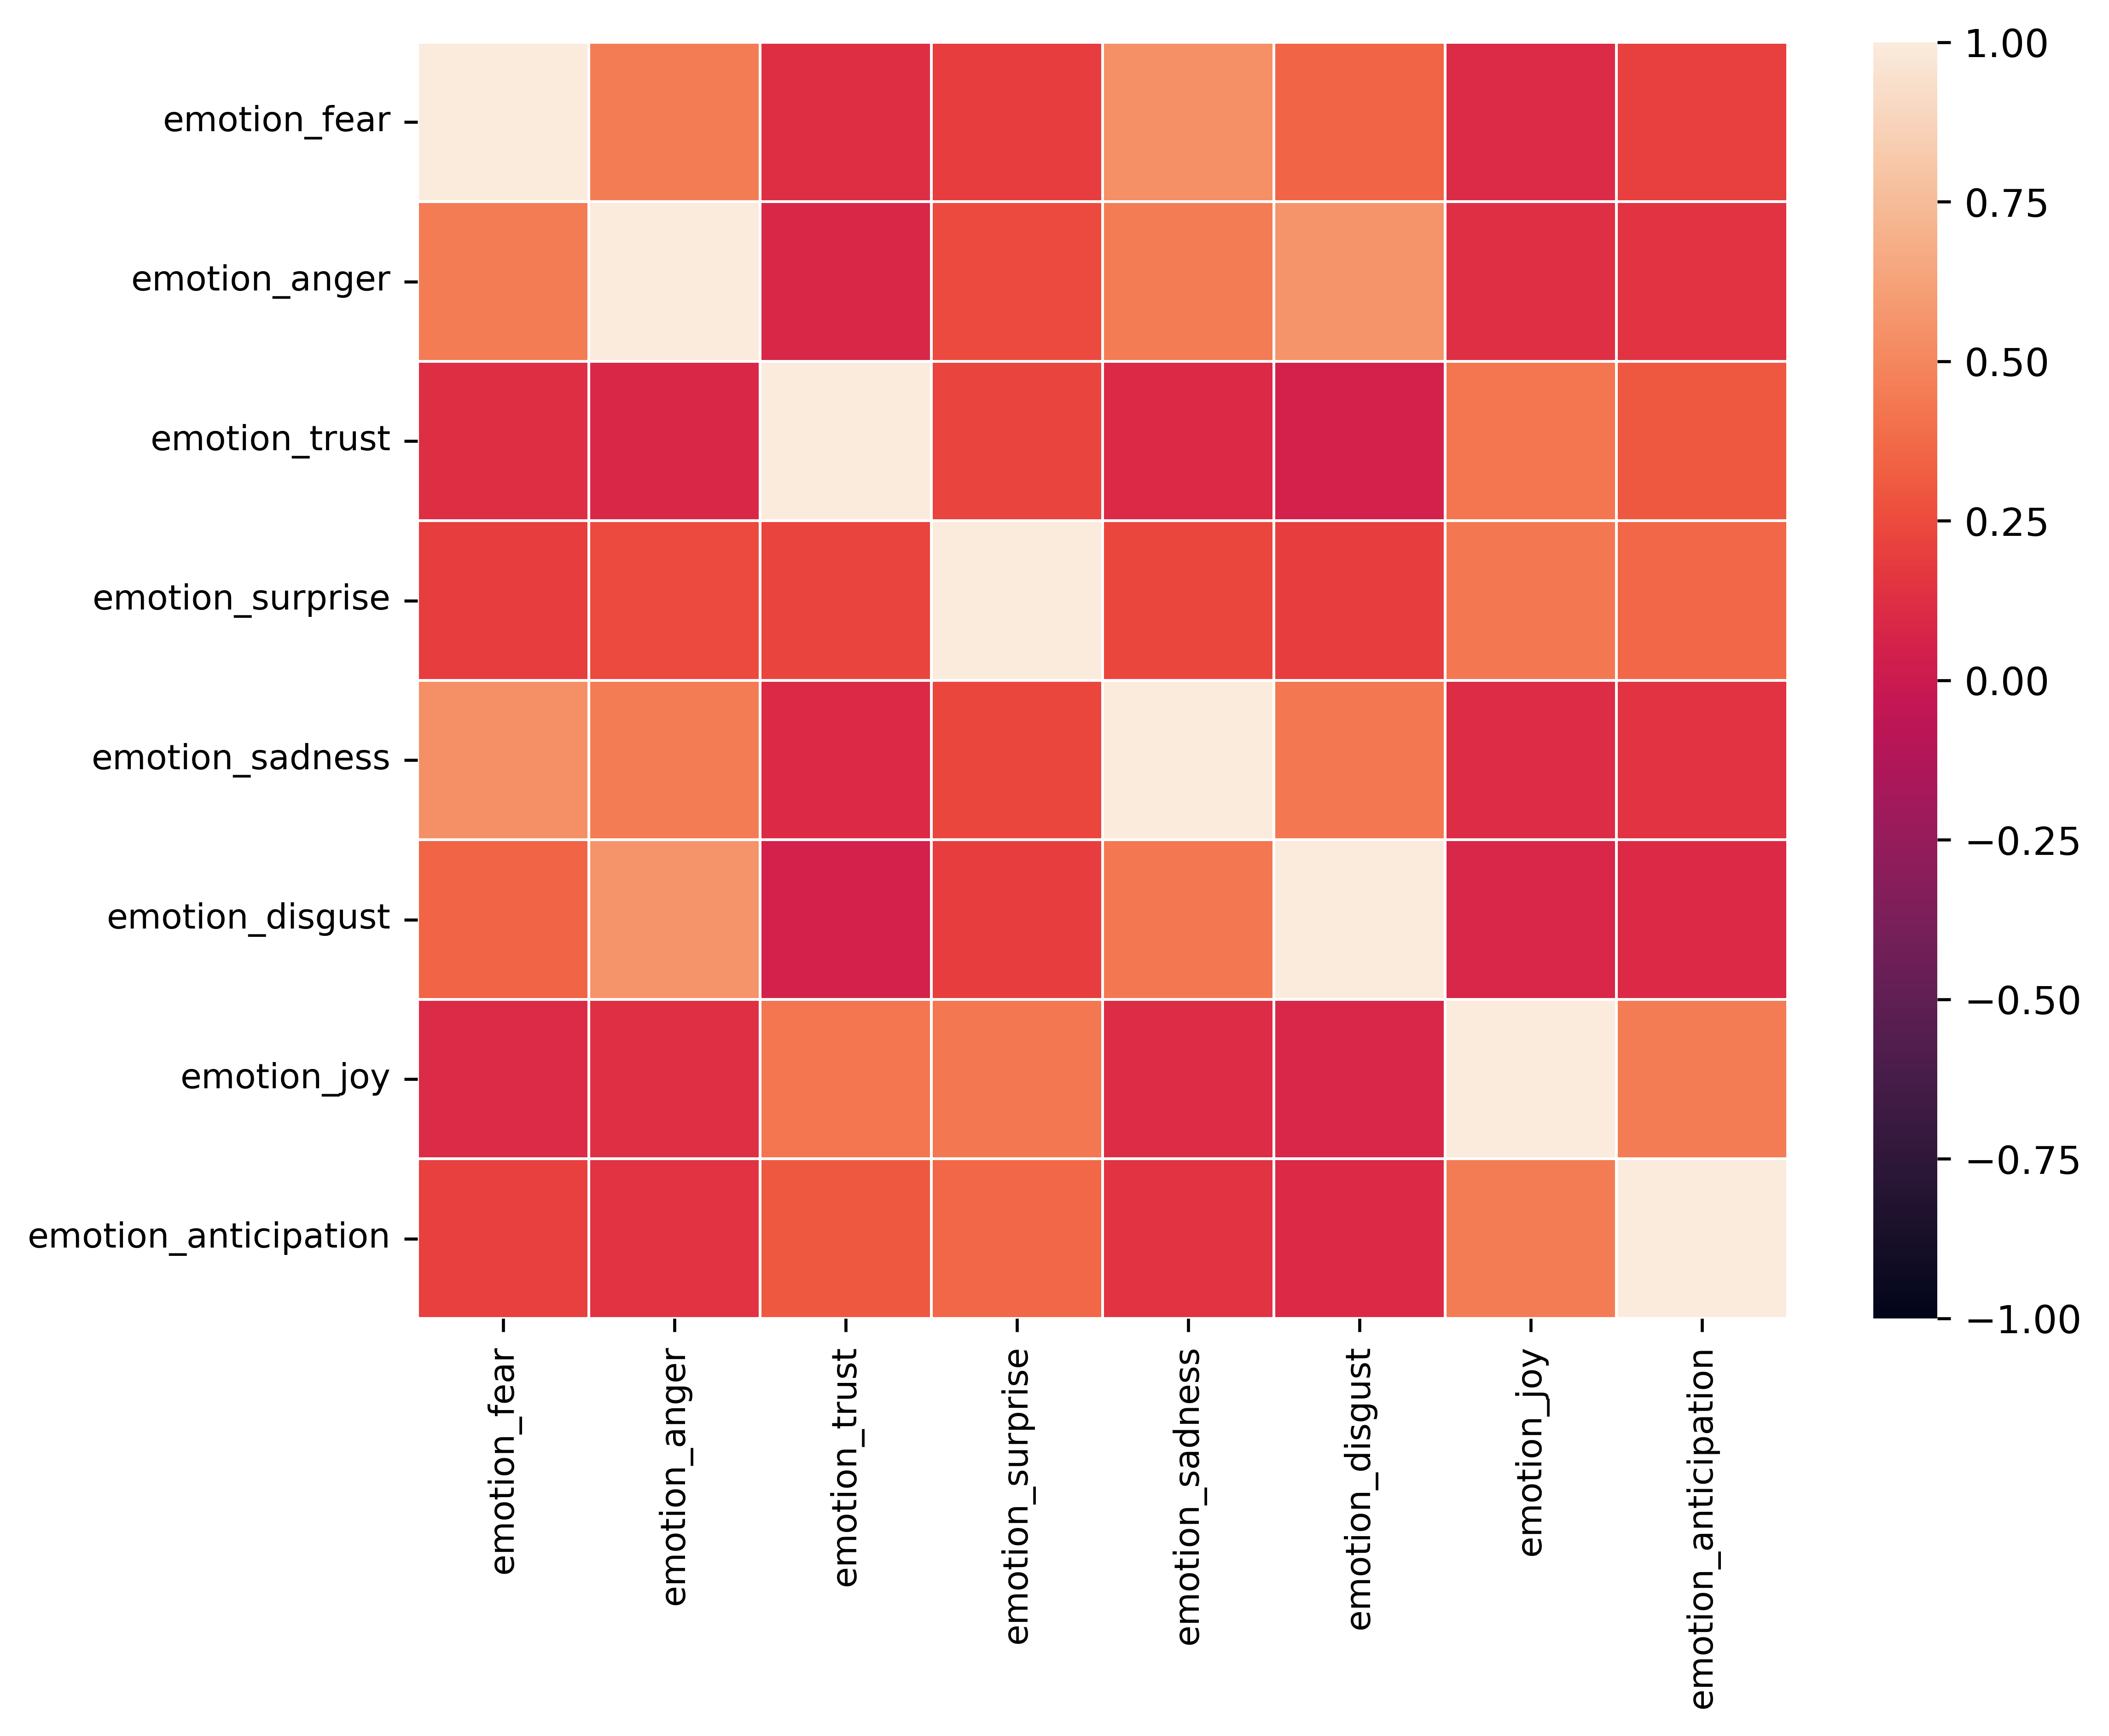 emotion_fear
emotion_anger
emotion_trust
emotion_surprise
emotion_sadness
emotion_disgust
emotion_joy
emotion_anticipation
emotion_fear
emotion_anger
emotion_trust
emotion_surprise
emotion_sadness
emotion_disgust
emotion_joy
emotion_anticipation
1.00
0.75
0.50
0.25
0.00
−0.25
−0.50
−0.75
−1.00